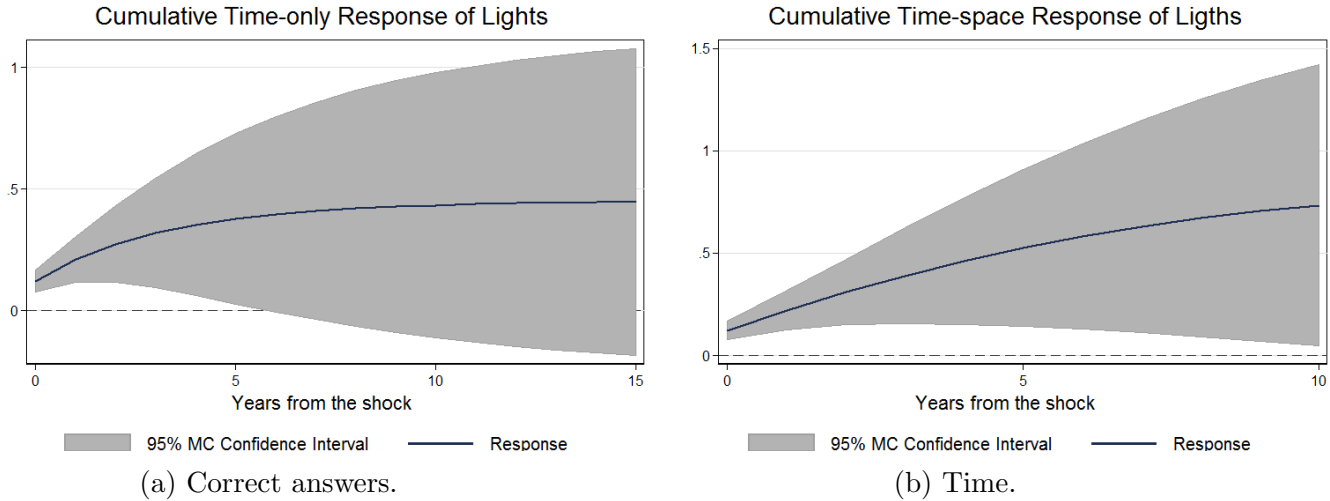 Cumulative Time-only Response of Lights
1
.5
0
0 5 10 15
Years from the shock
95% MC Confidence Interval Response
(a) Correct answers.
Cumulative Time-space Response of Ligths
1.5
1
.5
0
0 5 10
Years from the shock
95% MC Confidence Interval Response
(b) Time.